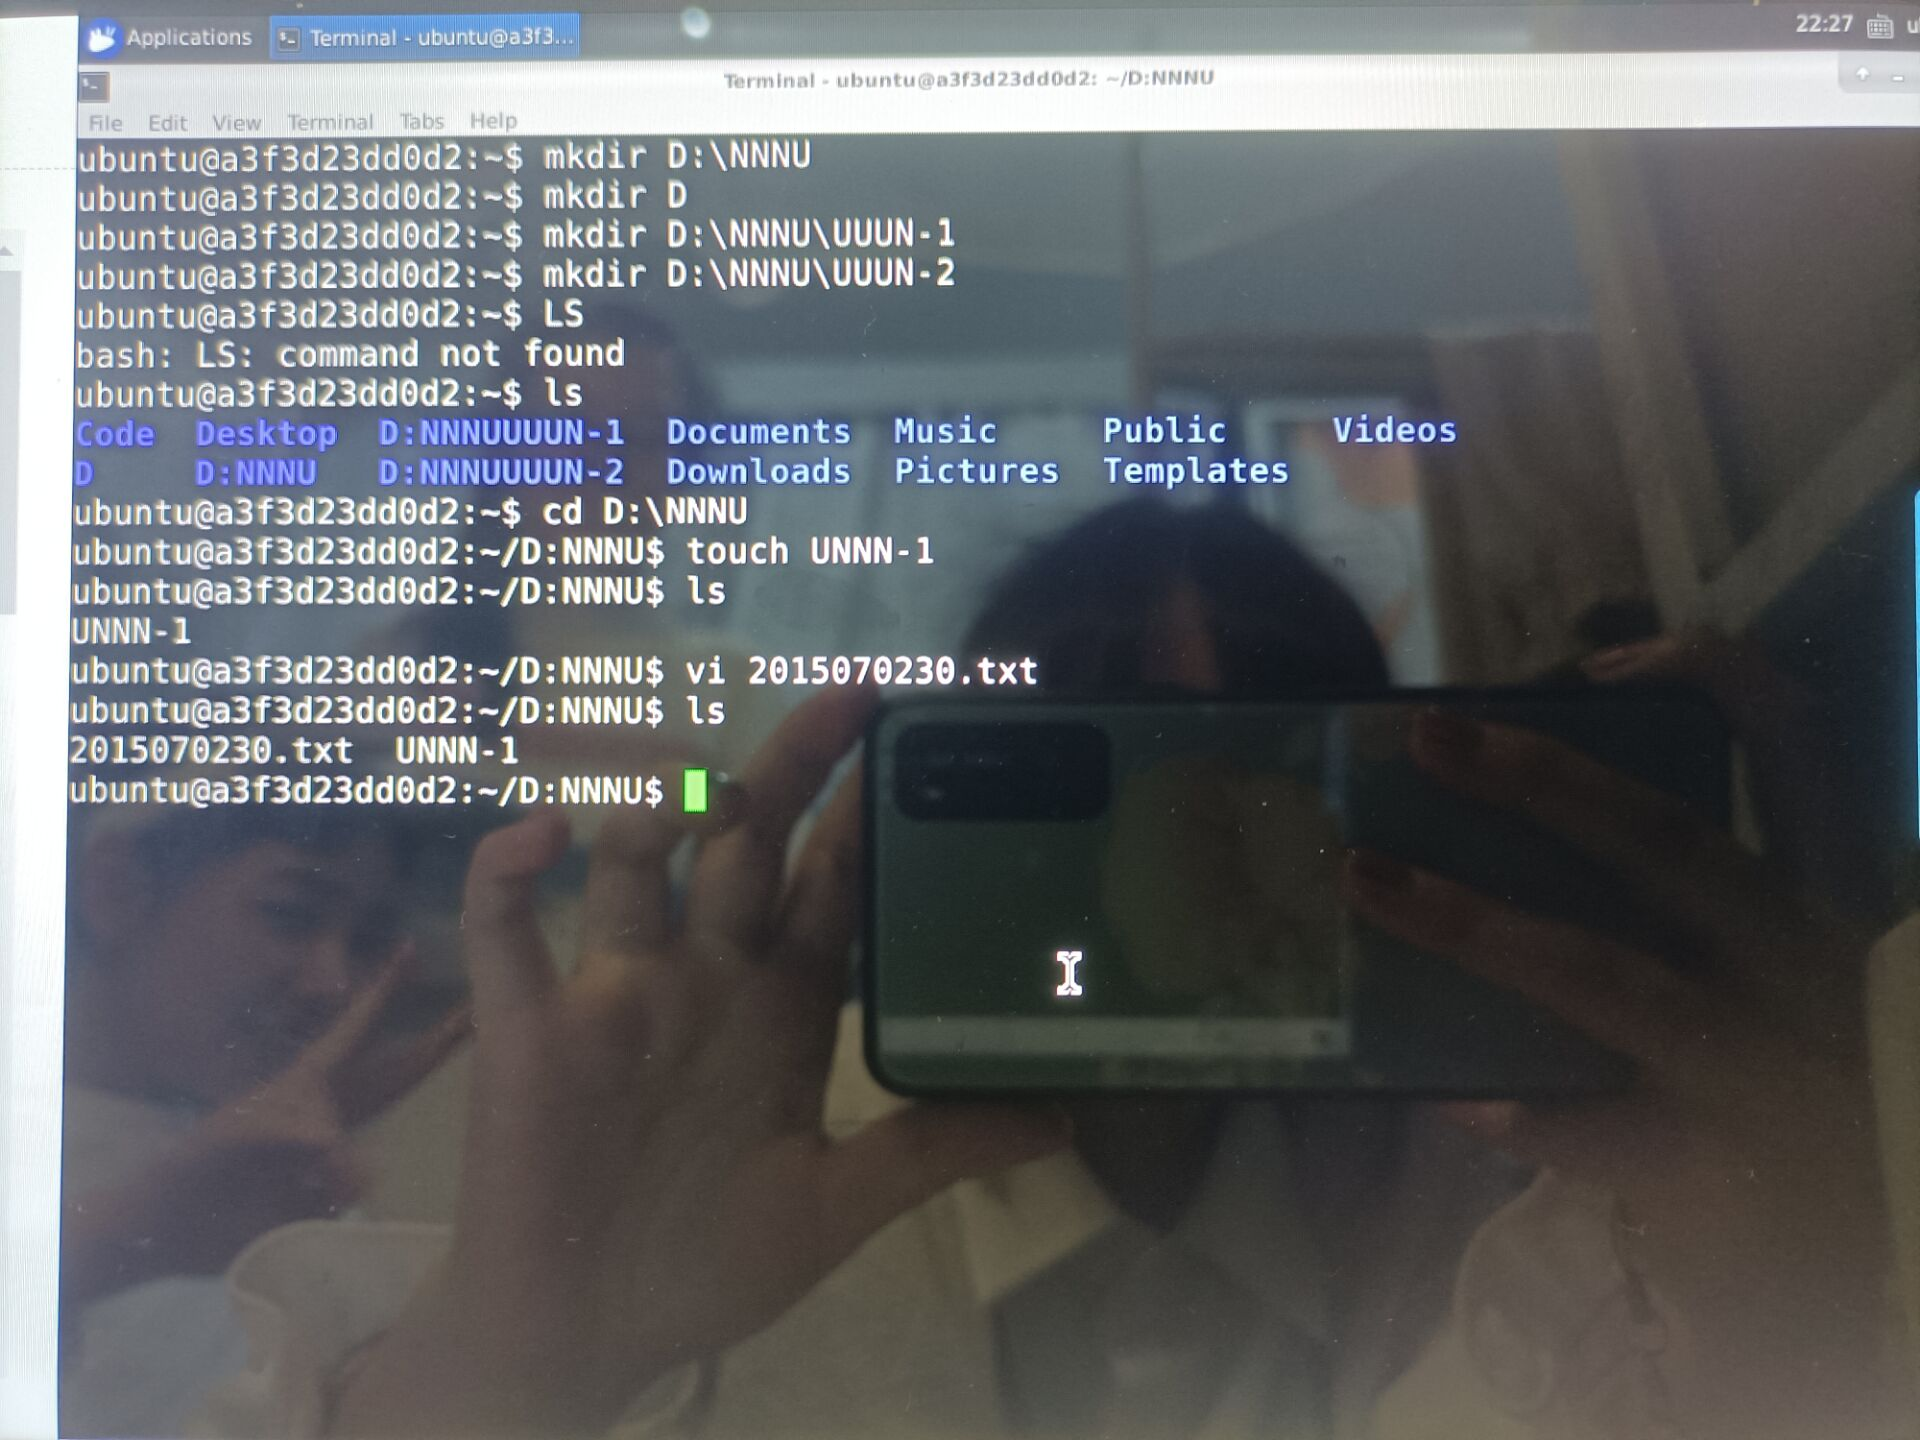 Applications Terminal - ubuntu@a3f3... 22:27
Terminal - ubuntu@a3f3d23dd0d2: ~/D:NNNU
File Edit View Terminal Tabs Help
ubuntu@a3f3d23dd0d2:~$ mkdir D:\NNNU
ubuntu@a3f3d23dd0d2:~$ mkdir D
ubuntu@a3f3d23dd0d2:~$ mkdir D:\NNNU\UUUN-1
ubuntu@a3f3d23dd0d2:~$ mkdir D:\NNNU\UUUN-2
ubuntu@a3f3d23dd0d2:~$ LS
bash: LS: command not found
ubuntu@a3f3d23dd0d2:~$ ls
Code Desktop D:NNNUUUUN-1 Documents Music Public Videos
D D:NNNU D:NNNUUUUN-2 Downloads Pictures Templates
ubuntu@a3f3d23dd0d2:~$ cd D:\NNNU
ubuntu@a3f3d23dd0d2:~/D:NNNU$ touch UNNN-1
ubuntu@a3f3d23dd0d2:~/D:NNNU$ ls
UNNN-1
ubuntu@a3f3d23dd0d2:~/D:NNNU$ vi 2015070230.txt
ubuntu@a3f3d23dd0d2:~/D:NNNU$ ls
2015070230.txt UNNN-1
ubuntu@a3f3d23dd0d2:~/D:NNNU$